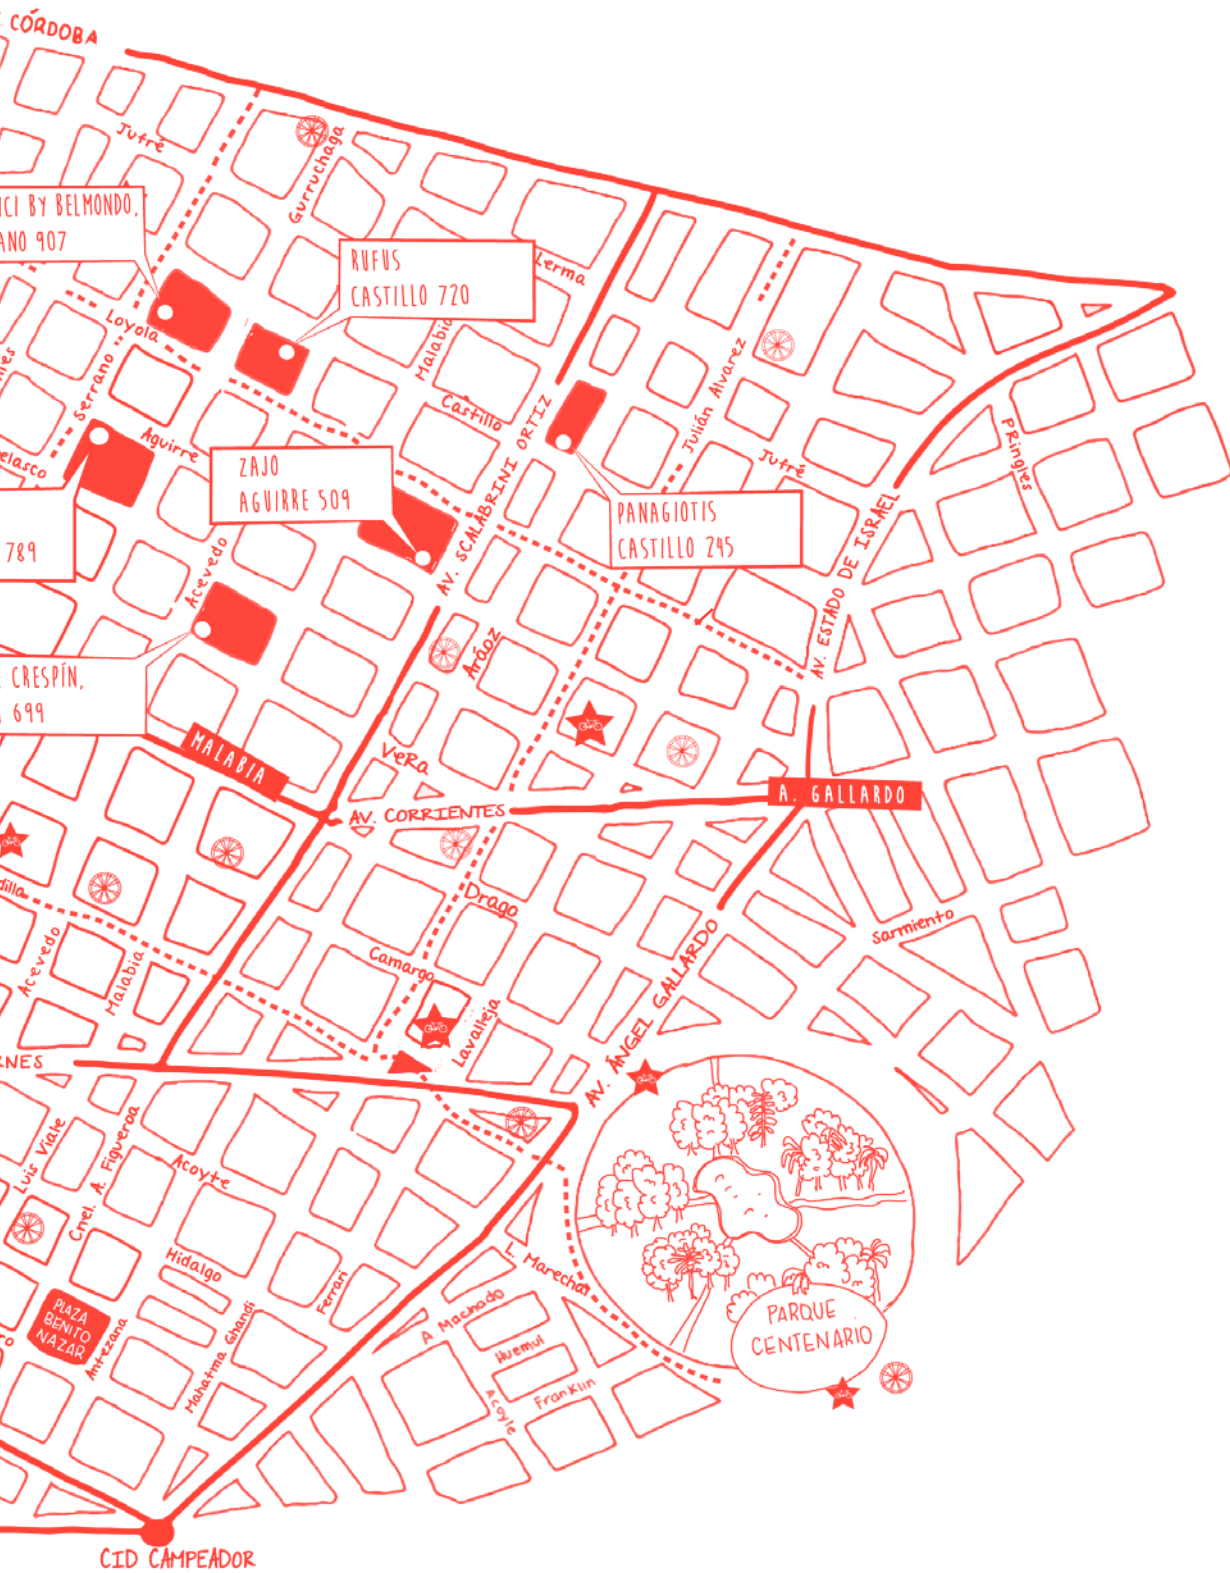 CÓRDOBA
Jufré
Gurruchaga
ICI BY BELMONDO,
ANO 907
RUFUS
CASTILLO 720
Lerma
Loyola
Malabia
Serrano
Castillo
Julián Alvarez
Aguirre
Jufré
PRingles
elasco
ZAJO
AGUIRRE 509
AV. SCALABRINI ORTIZ
PANAGIOTIS
CASTILLO 245
789
Acevedo
AV. ESTADO DE ISRAEL
Aráoz
CRESPÍN,
699
MALABIA
VeRa
AV. CORRIENTES
A. GALLARDO
dilla
Drago
Sarmiento
Acevedo
Malabia
Camargo
Lavalleja
AV. ÁNGEL GALLARDO
RNES
Luis Viale
Cnel. A. Figueroa
Acoyte
Hidalgo
Ferrari
L. Marechal
A. Machado
Huemul
Franklin
Acoyte
PLAZA
BENITO
NAZAR
Antezana
Mahatma Ghandi
PARQUE
CENTENARIO
CID CAMPEADOR